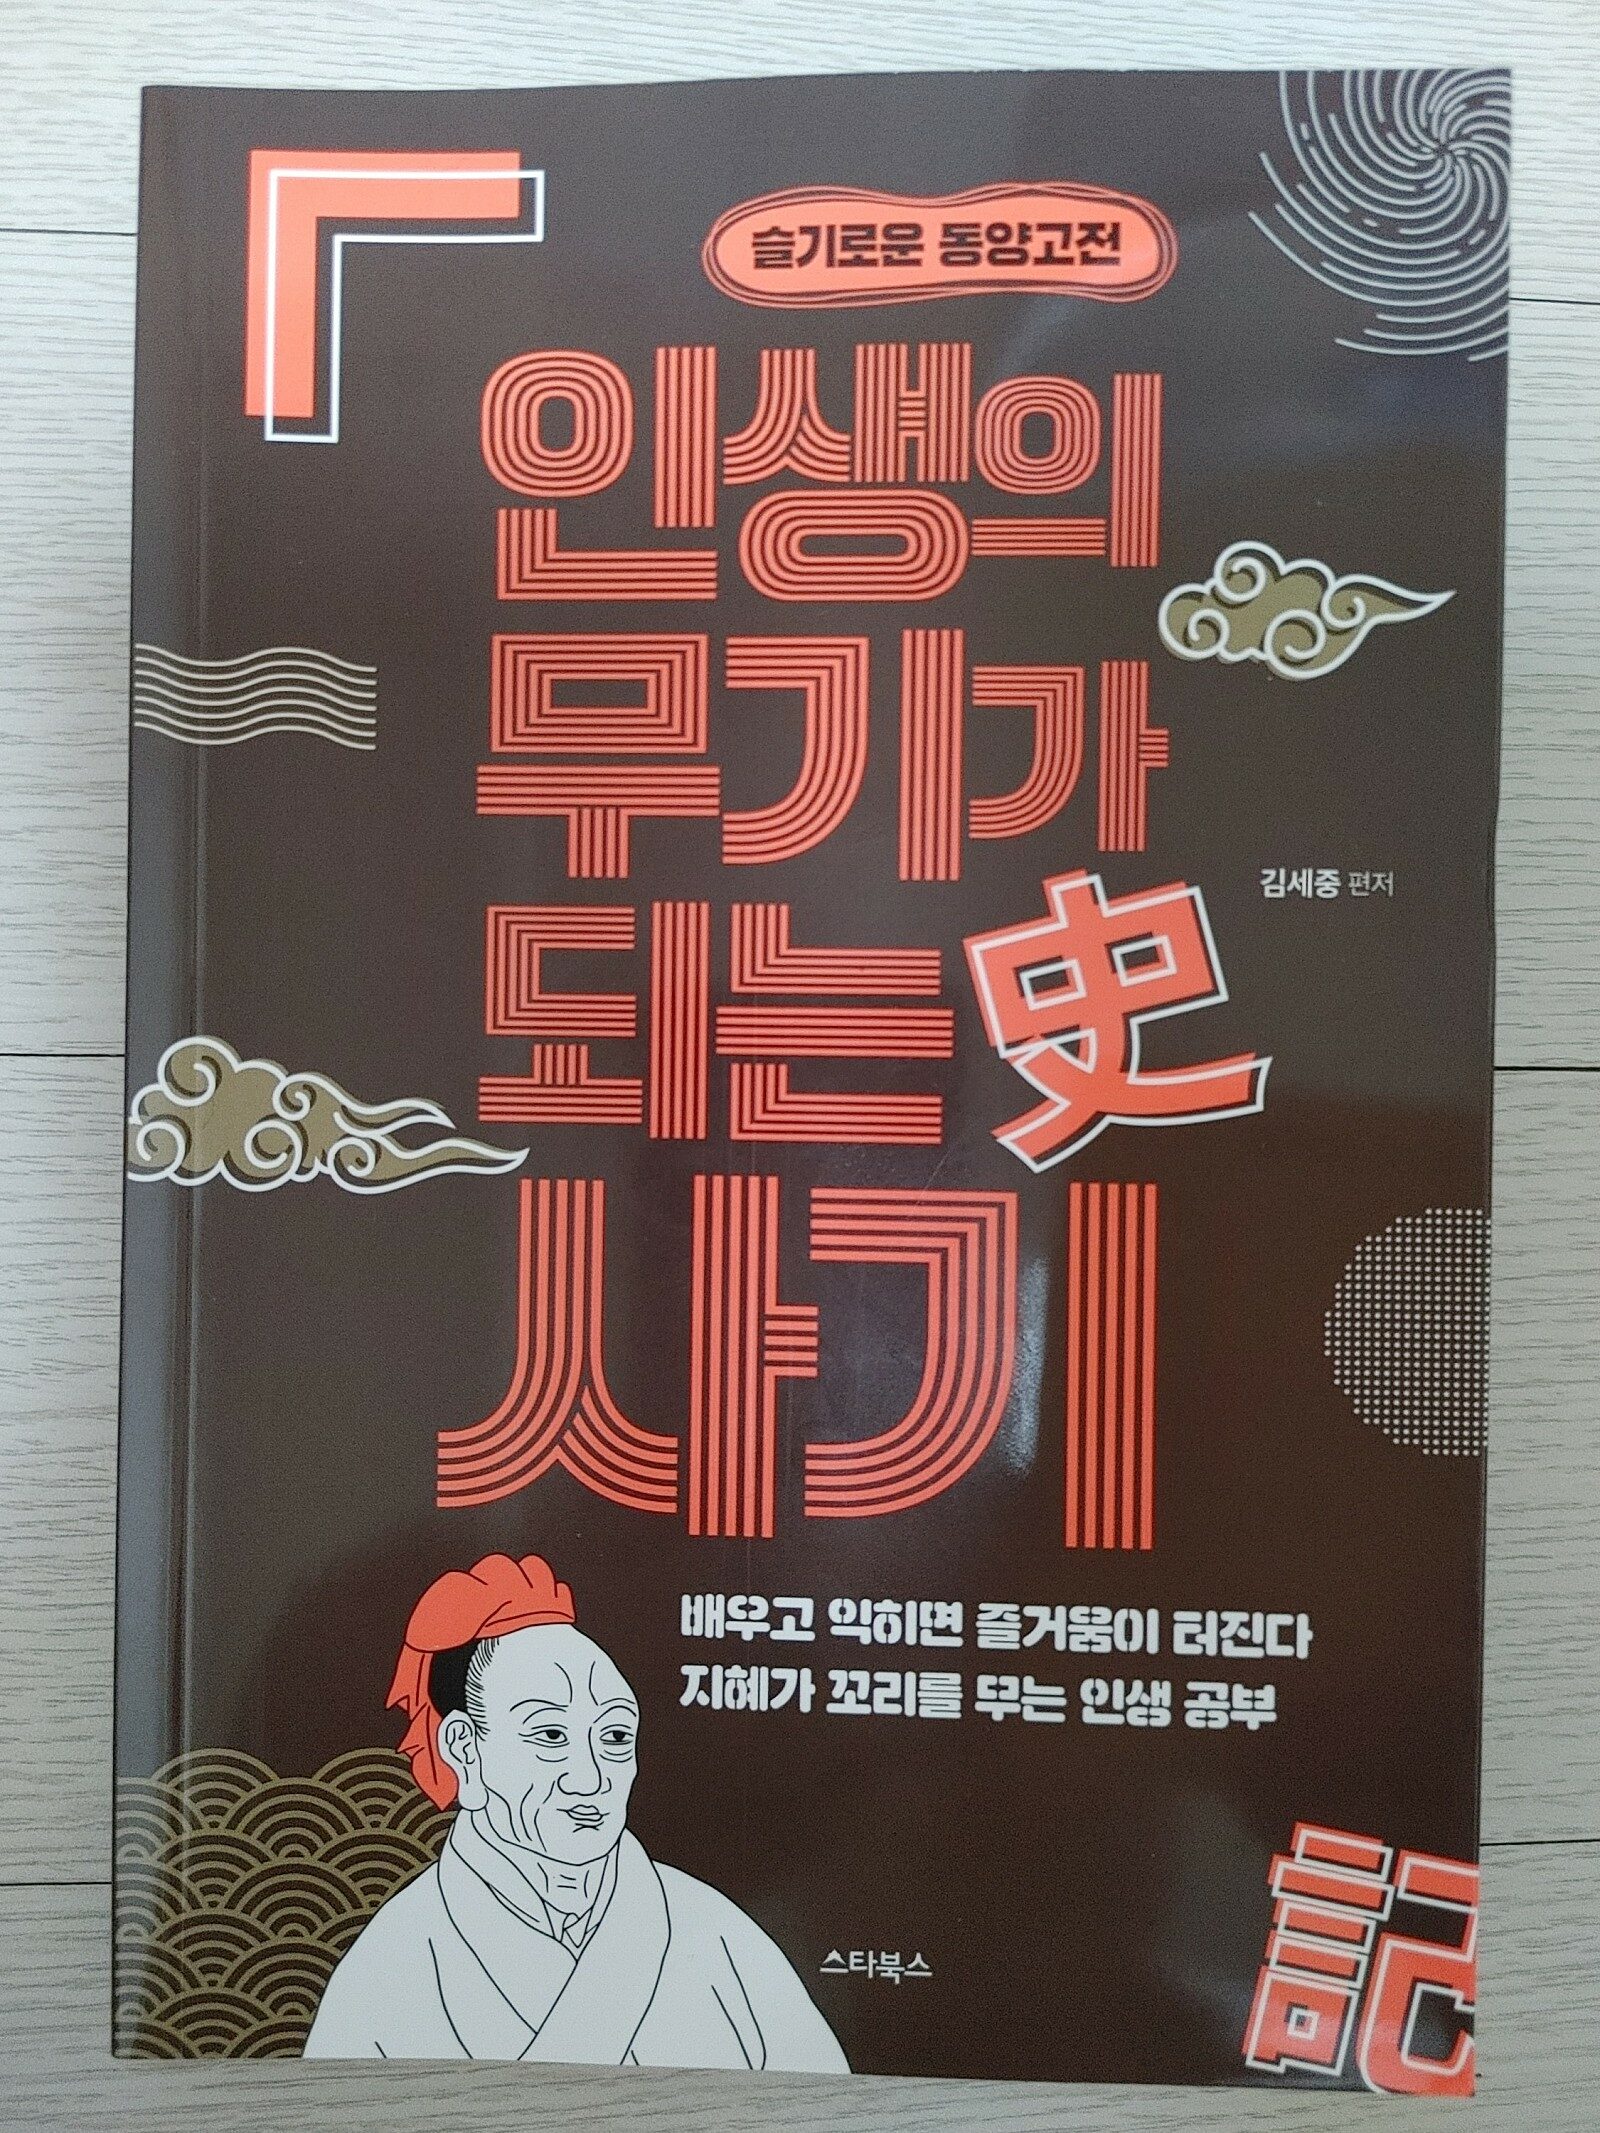 슬기로운 동양고전
인생의
무기가
되는 史
사기
김세중 편저
배우고 익히면 즐거움이 터진다
지혜가 꼬리를 무는 인생 공부
스타북스
記